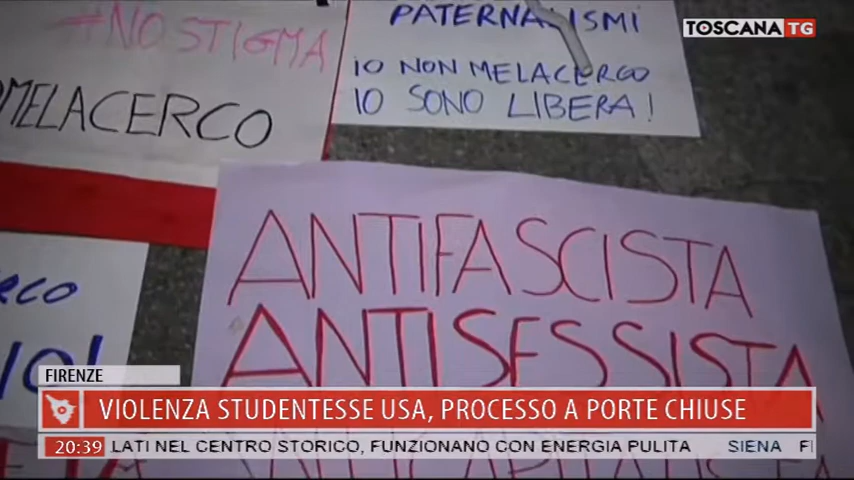 #NO STIGMA
PATERNALISMI
TOSCANA TG
IO NON MELACERCO
IO SONO LIBERA!
MELACERCO
ANTIFASCISTA
ANTISESSISTA
FIRENZE
VIOLENZA STUDENTESSE USA, PROCESSO A PORTE CHIUSE
20:39 LATI NEL CENTRO STORICO, FUNZIONANO CON ENERGIA PULITA SIENA